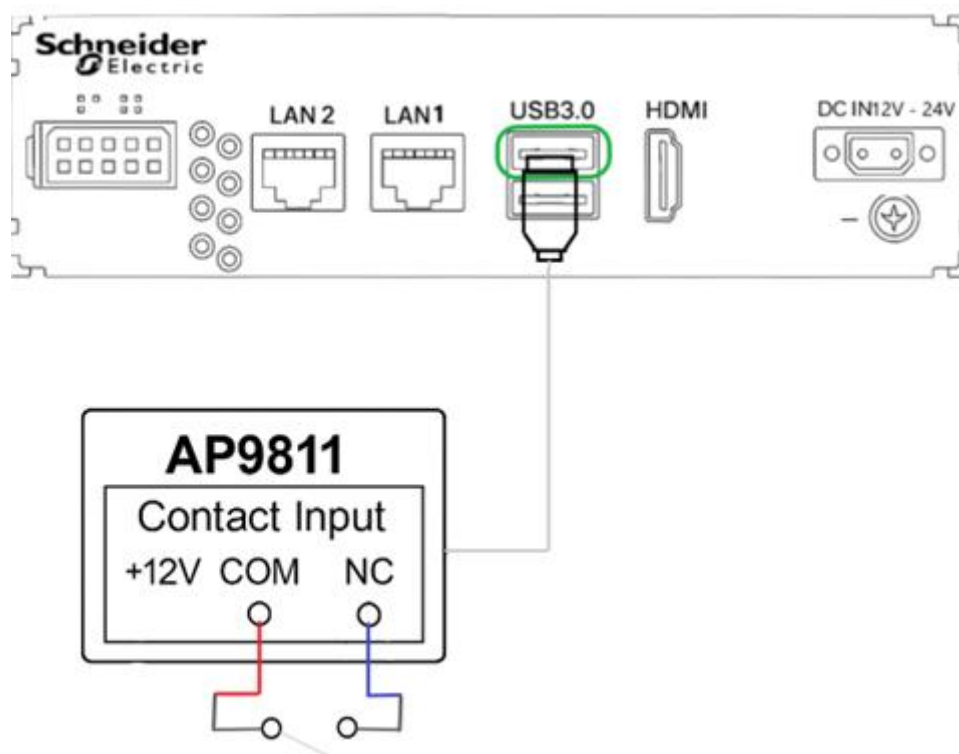 Schneider
Electric
LAN 2 LAN1 USB3.0 HDMI DC IN12V - 24V
AP9811
Contact Input
+12V COM NC